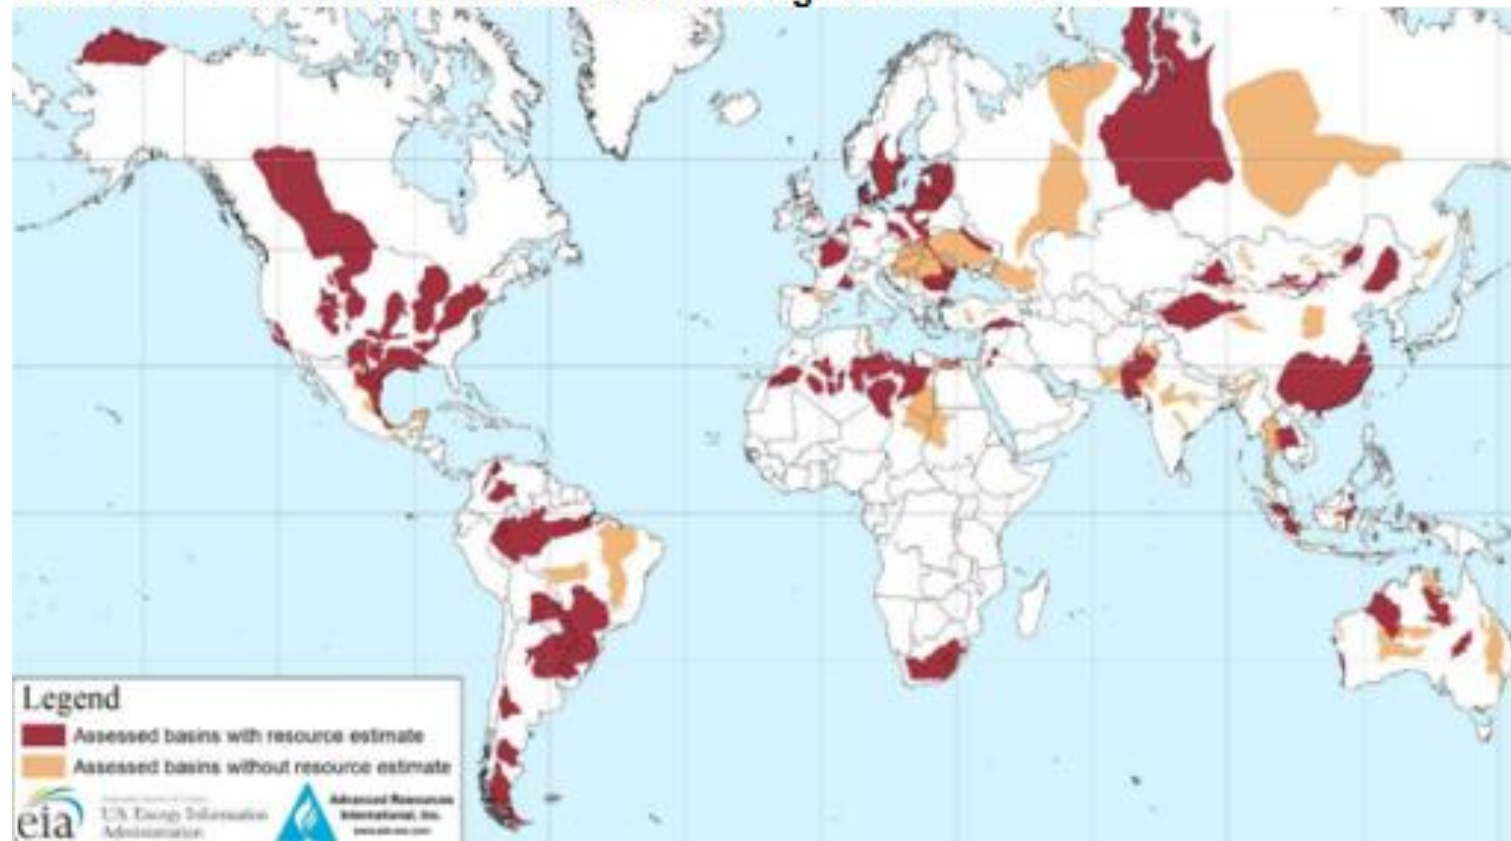 Legend
Assessed basins with resource estimate
Assessed basins without resource estimate
eia
U.S. Energy Information
Administration
Advanced Resources
International, Inc.